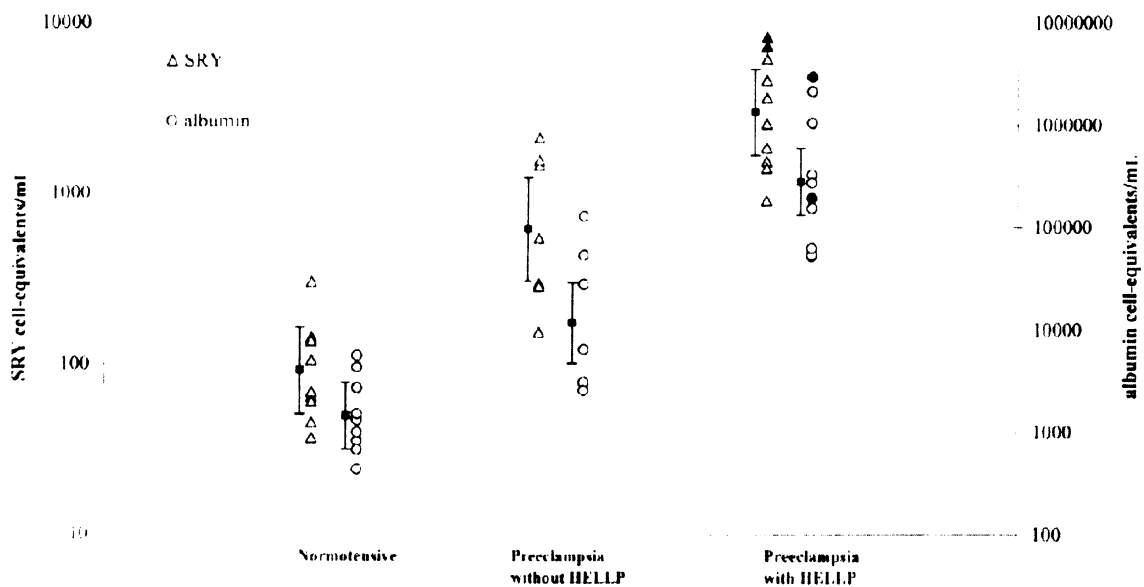 10000
1000
100
10
SRY cell-equivalents/ml
△ SRY
○ albumin
10000000
1000000
100000
10000
1000
100
albumin cell-equivalents/mL
Normotensive
Preeclampsia
without HELLP
Preeclampsia
with HELLP